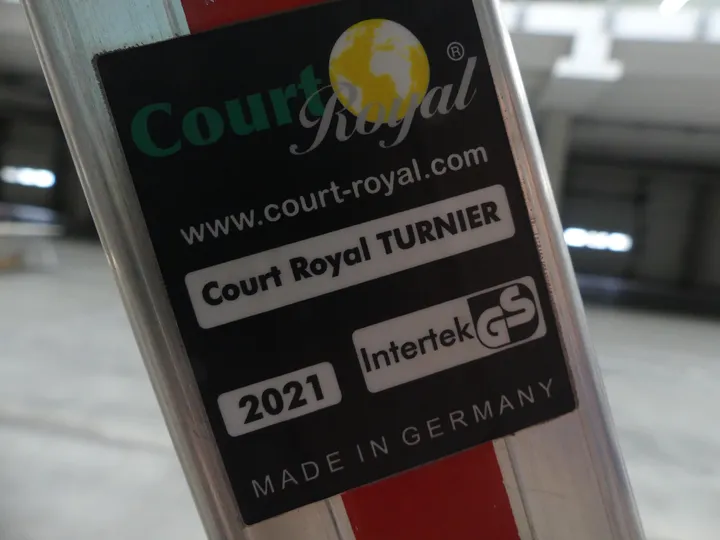 Court Royal ®
www.court-royal.com
Court Royal TURNIER
Intertek GS
2021
MADE IN GERMANY